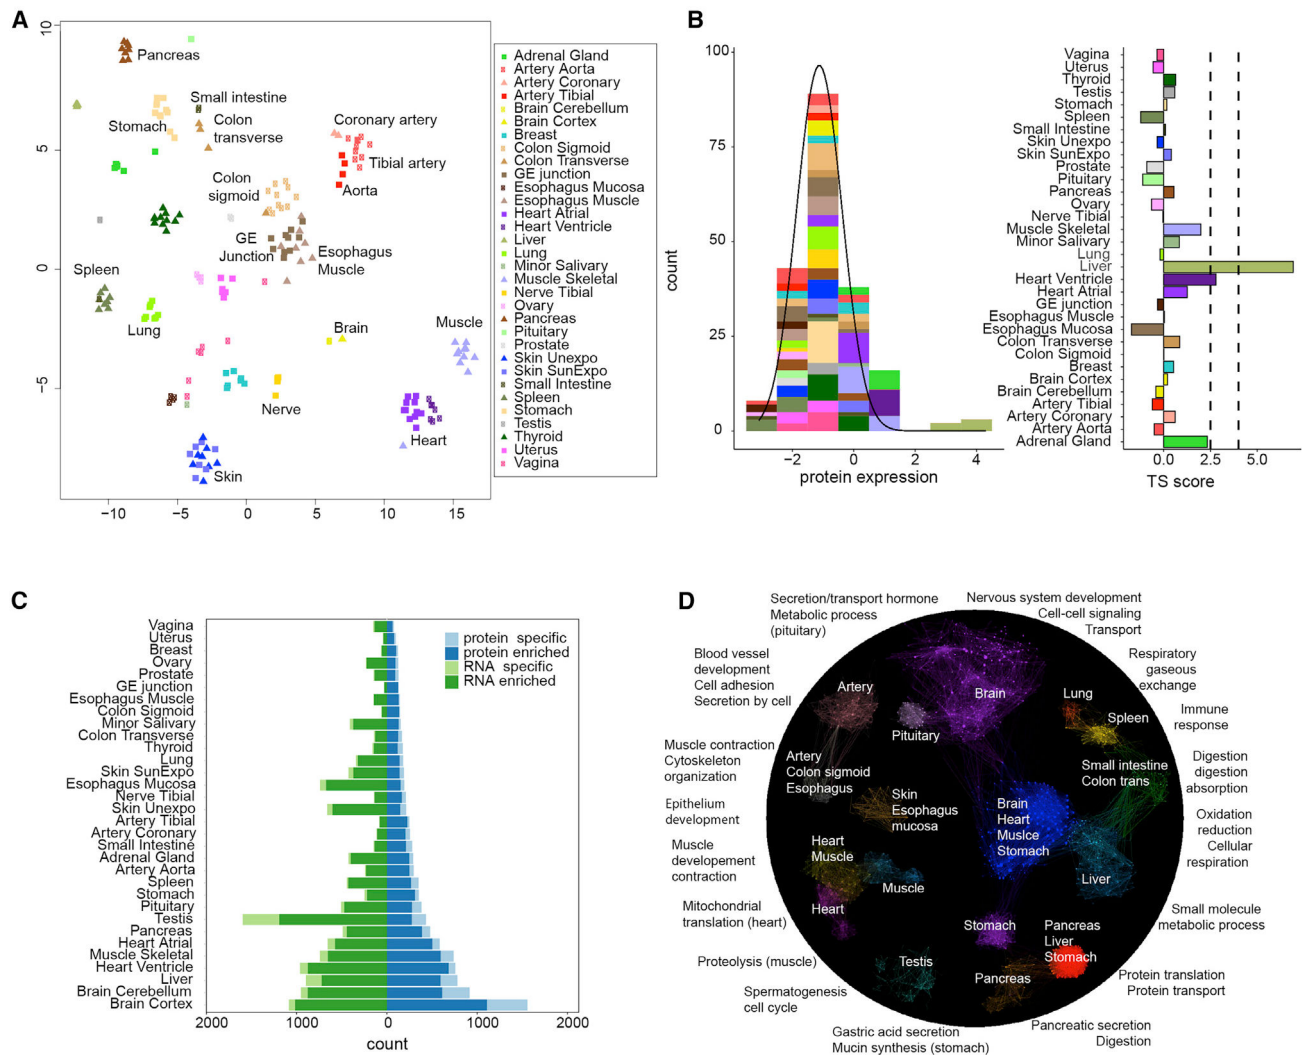 A
10
5
0
−5
−10
−5
0
5
10
15
Pancreas
Small intestine
Stomach
Colon
transverse
Coronary artery
Tibial artery
Aorta
Colon
sigmoid
GE
Junction
Esophagus
Muscle
Spleen
Lung
Brain
Muscle
Nerve
Heart
Skin
Adrenal Gland
Artery Aorta
Artery Coronary
Artery Tibial
Brain Cerebellum
Brain Cortex
Breast
Colon Sigmoid
Colon Transverse
GE junction
Esophagus Mucosa
Esophagus Muscle
Heart Atrial
Heart Ventricle
Liver
Lung
Minor Salivary
Muscle Skeletal
Nerve Tibial
Ovary
Pancreas
Pituitary
Prostate
Skin Unexpo
Skin SunExpo
Small Intestine
Spleen
Stomach
Testis
Thyroid
Uterus
Vagina
B
100
75
50
25
0
count
−2
0
2
4
protein expression
Vagina
Uterus
Thyroid
Testis
Stomach
Spleen
Small Intestine
Skin Unexpo
Skin SunExpo
Prostate
Pituitary
Pancreas
Ovary
Nerve Tibial
Muscle Skeletal
Minor Salivary
Lung
Liver
Heart Ventricle
Heart Atrial
GE junction
Esophagus Muscle
Esophagus Mucosa
Colon Transverse
Colon Sigmoid
Breast
Brain Cortex
Brain Cerebellum
Artery Tibial
Artery Coronary
Artery Aorta
Adrenal Gland
0.0
2.5
5.0
TS score
C
Vagina
Uterus
Breast
Ovary
Prostate
GE junction
Esophagus Muscle
Colon Sigmoid
Minor Salivary
Colon Transverse
Thyroid
Lung
Skin SunExpo
Esophagus Mucosa
Nerve Tibial
Skin Unexpo
Artery Tibial
Artery Coronary
Small Intestine
Adrenal Gland
Artery Aorta
Spleen
Stomach
Pituitary
Testis
Pancreas
Heart Atrial
Muscle Skeletal
Heart Ventricle
Liver
Brain Cerebellum
Brain Cortex
protein specific
protein enriched
RNA specific
RNA enriched
2000
1000
0
1000
2000
count
D
Secretion/transport hormone
Metabolic process
(pituitary)
Nervous system development
Cell-cell signaling
Transport
Blood vessel
development
Cell adhesion
Secretion by cell
Respiratory
gaseous
exchange
Immune
response
Muscle contraction
Cytoskeleton
organization
Digestion
digestion
absorption
Epithelium
development
Oxidation
reduction
Cellular
respiration
Muscle
developement
contraction
Mitochondrial
translation (heart)
Small molecule
metabolic process
Proteolysis (muscle)
Protein translation
Protein transport
Spermatogenesis
cell cycle
Gastric acid secretion
Mucin synthesis (stomach)
Pancreatic secretion
Digestion
Artery
Brain
Lung
Pituitary
Spleen
Artery
Colon sigmoid
Esophagus
Small intestine
Colon trans
Skin
Esophagus
mucosa
Brain
Heart
Muslce
Stomach
Heart
Muscle
Muscle
Liver
Heart
Stomach
Pancreas
Liver
Stomach
Testis
Pancreas